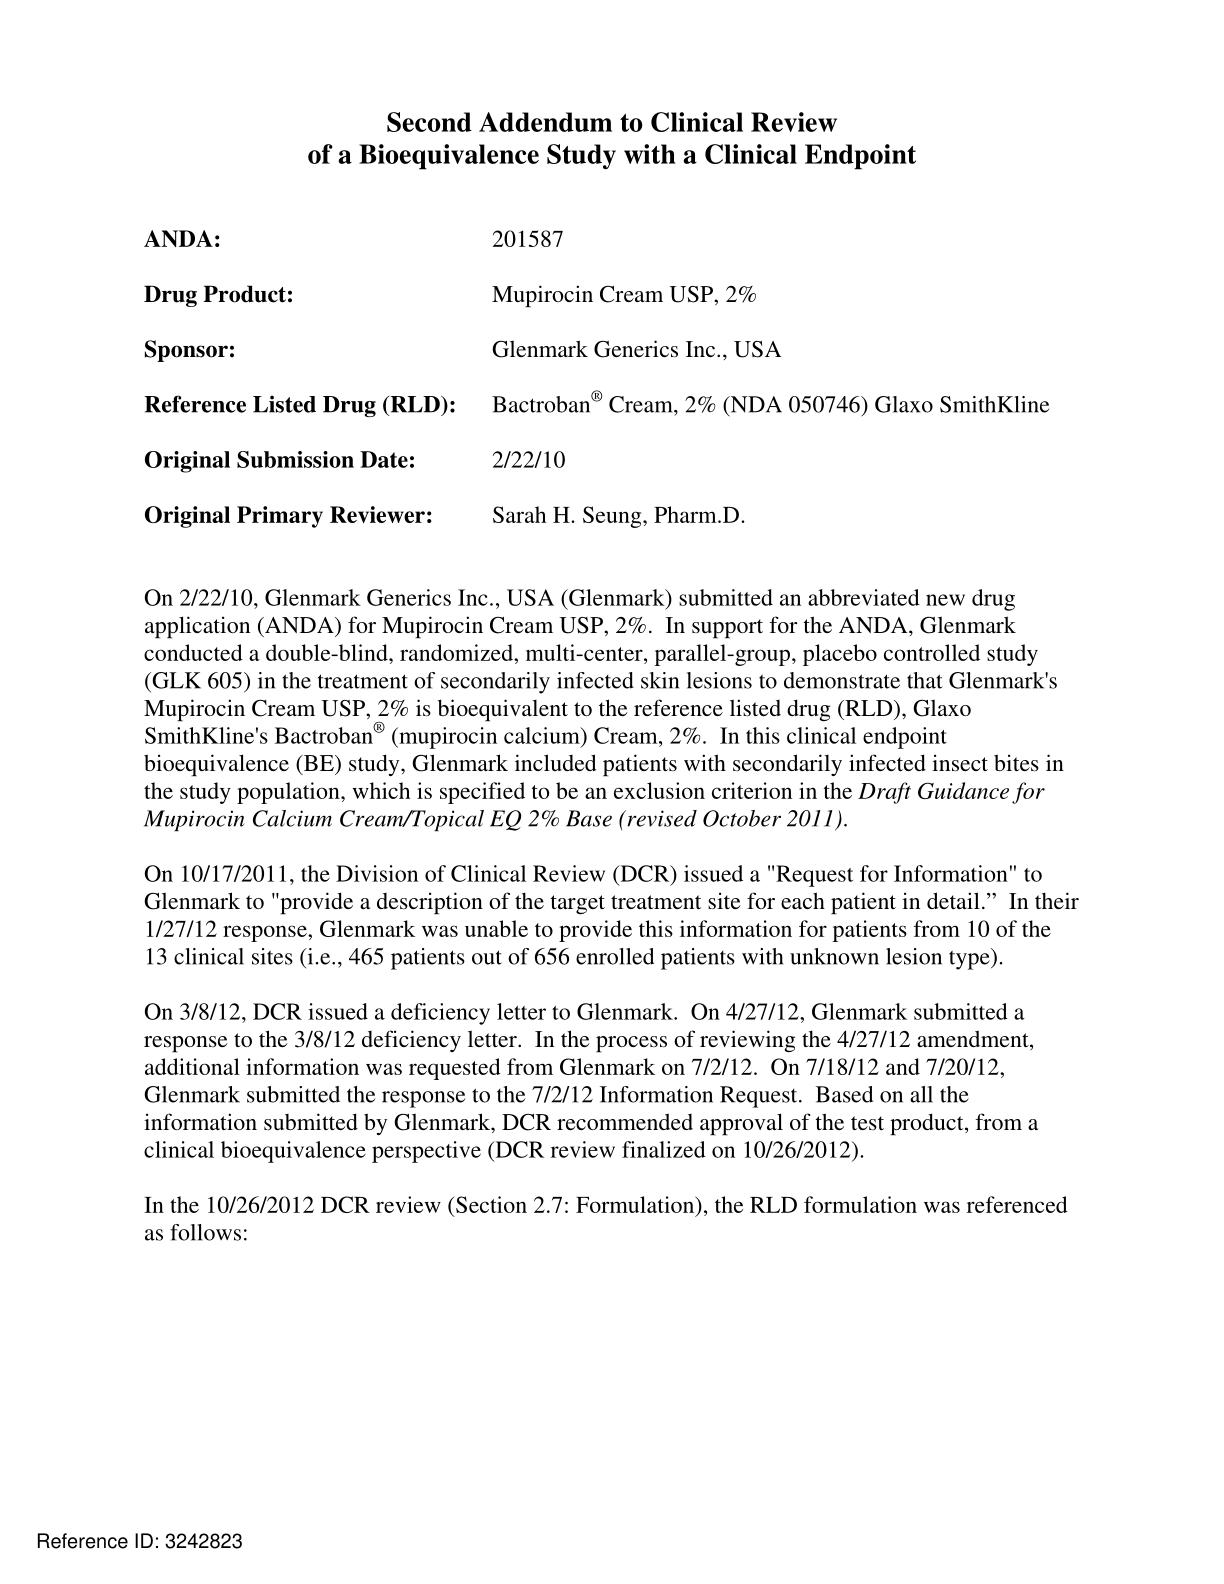 Second Addendum to Clinical Review
of a Bioequivalence Study with a Clinical Endpoint
ANDA: 201587
Drug Product: Mupirocin Cream USP, 2%
Sponsor: Glenmark Generics Inc., USA
Reference Listed Drug (RLD): Bactroban® Cream, 2% (NDA 050746) Glaxo SmithKline
Original Submission Date: 2/22/10
Original Primary Reviewer: Sarah H. Seung, Pharm.D.
On 2/22/10, Glenmark Generics Inc., USA (Glenmark) submitted an abbreviated new drug
application (ANDA) for Mupirocin Cream USP, 2%.  In support for the ANDA, Glenmark
conducted a double-blind, randomized, multi-center, parallel-group, placebo controlled study
(GLK 605) in the treatment of secondarily infected skin lesions to demonstrate that Glenmark's
Mupirocin Cream USP, 2% is bioequivalent to the reference listed drug (RLD), Glaxo
SmithKline's Bactroban® (mupirocin calcium) Cream, 2%.  In this clinical endpoint
bioequivalence (BE) study, Glenmark included patients with secondarily infected insect bites in
the study population, which is specified to be an exclusion criterion in the Draft Guidance for
Mupirocin Calcium Cream/Topical EQ 2% Base (revised October 2011).
On 10/17/2011, the Division of Clinical Review (DCR) issued a "Request for Information" to
Glenmark to "provide a description of the target treatment site for each patient in detail.”  In their
1/27/12 response, Glenmark was unable to provide this information for patients from 10 of the
13 clinical sites (i.e., 465 patients out of 656 enrolled patients with unknown lesion type).
On 3/8/12, DCR issued a deficiency letter to Glenmark.  On 4/27/12, Glenmark submitted a
response to the 3/8/12 deficiency letter.  In the process of reviewing the 4/27/12 amendment,
additional information was requested from Glenmark on 7/2/12.  On 7/18/12 and 7/20/12,
Glenmark submitted the response to the 7/2/12 Information Request.  Based on all the
information submitted by Glenmark, DCR recommended approval of the test product, from a
clinical bioequivalence perspective (DCR review finalized on 10/26/2012).
In the 10/26/2012 DCR review (Section 2.7: Formulation), the RLD formulation was referenced
as follows:
Reference ID: 3242823